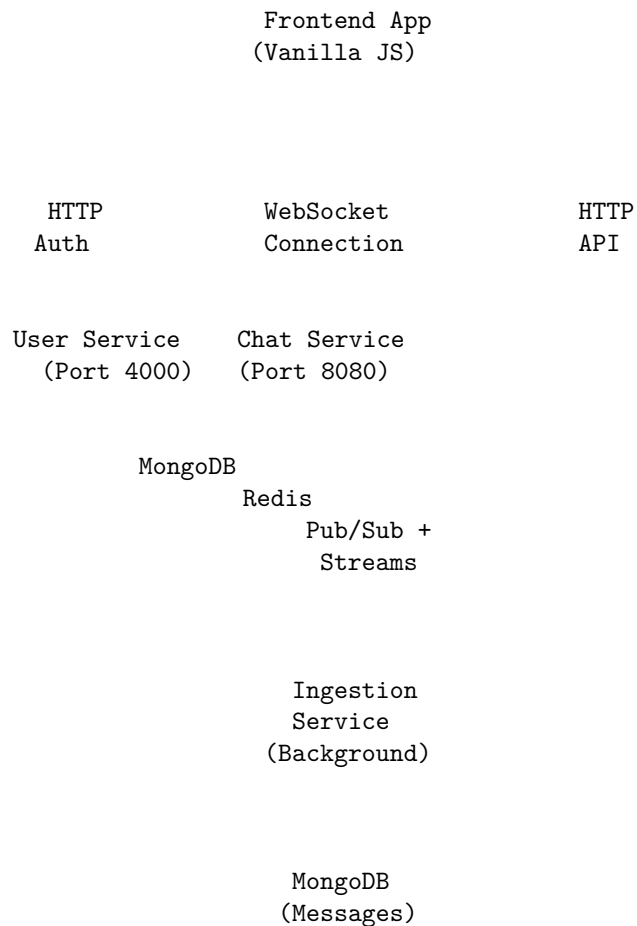 Frontend App
(Vanilla JS)
HTTP WebSocket HTTP
Auth Connection API
User Service Chat Service
(Port 4000) (Port 8080)
MongoDB
Redis
Pub/Sub +
Streams
Ingestion
Service
(Background)
MongoDB
(Messages)